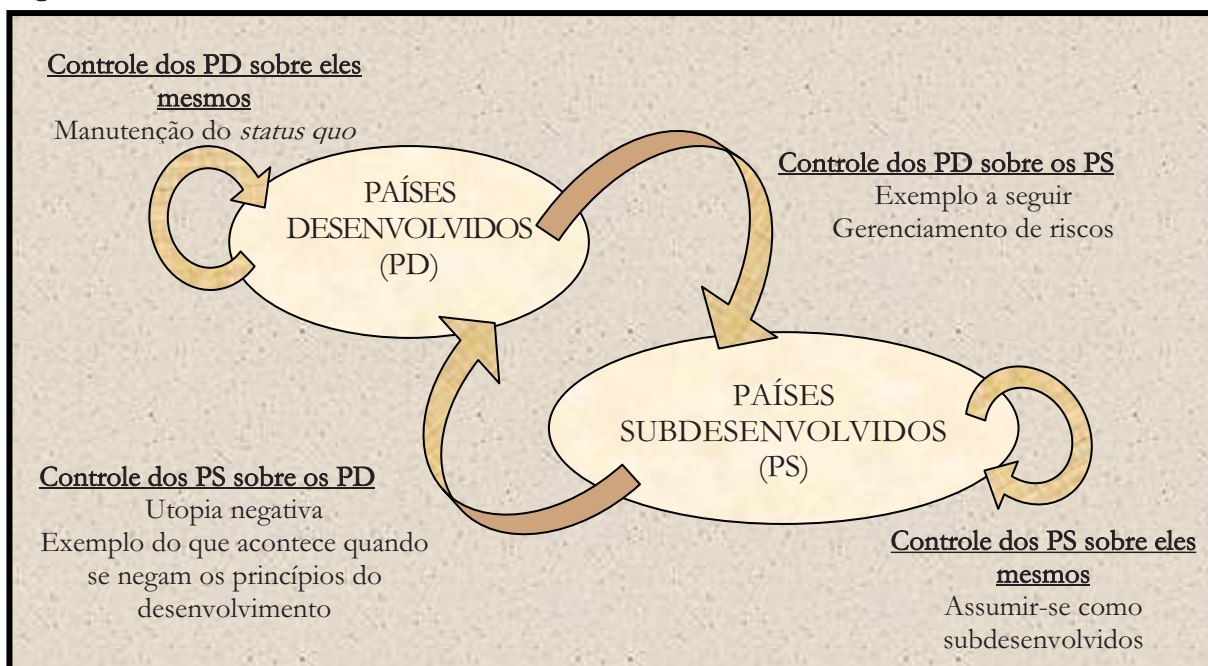 Controle dos PD sobre eles
mesmos
Manutenção do status quo
PAÍSES
DESENVOLVIDOS
(PD)
Controle dos PD sobre os PS
Exemplo a seguir
Gerenciamento de riscos
PAÍSES
SUBDESENVOLVIDOS
(PS)
Controle dos PS sobre os PD
Utopia negativa
Exemplo do que acontece quando
se negam os princípios do
desenvolvimento
Controle dos PS sobre eles
mesmos
Assumir-se como
subdesenvolvidos